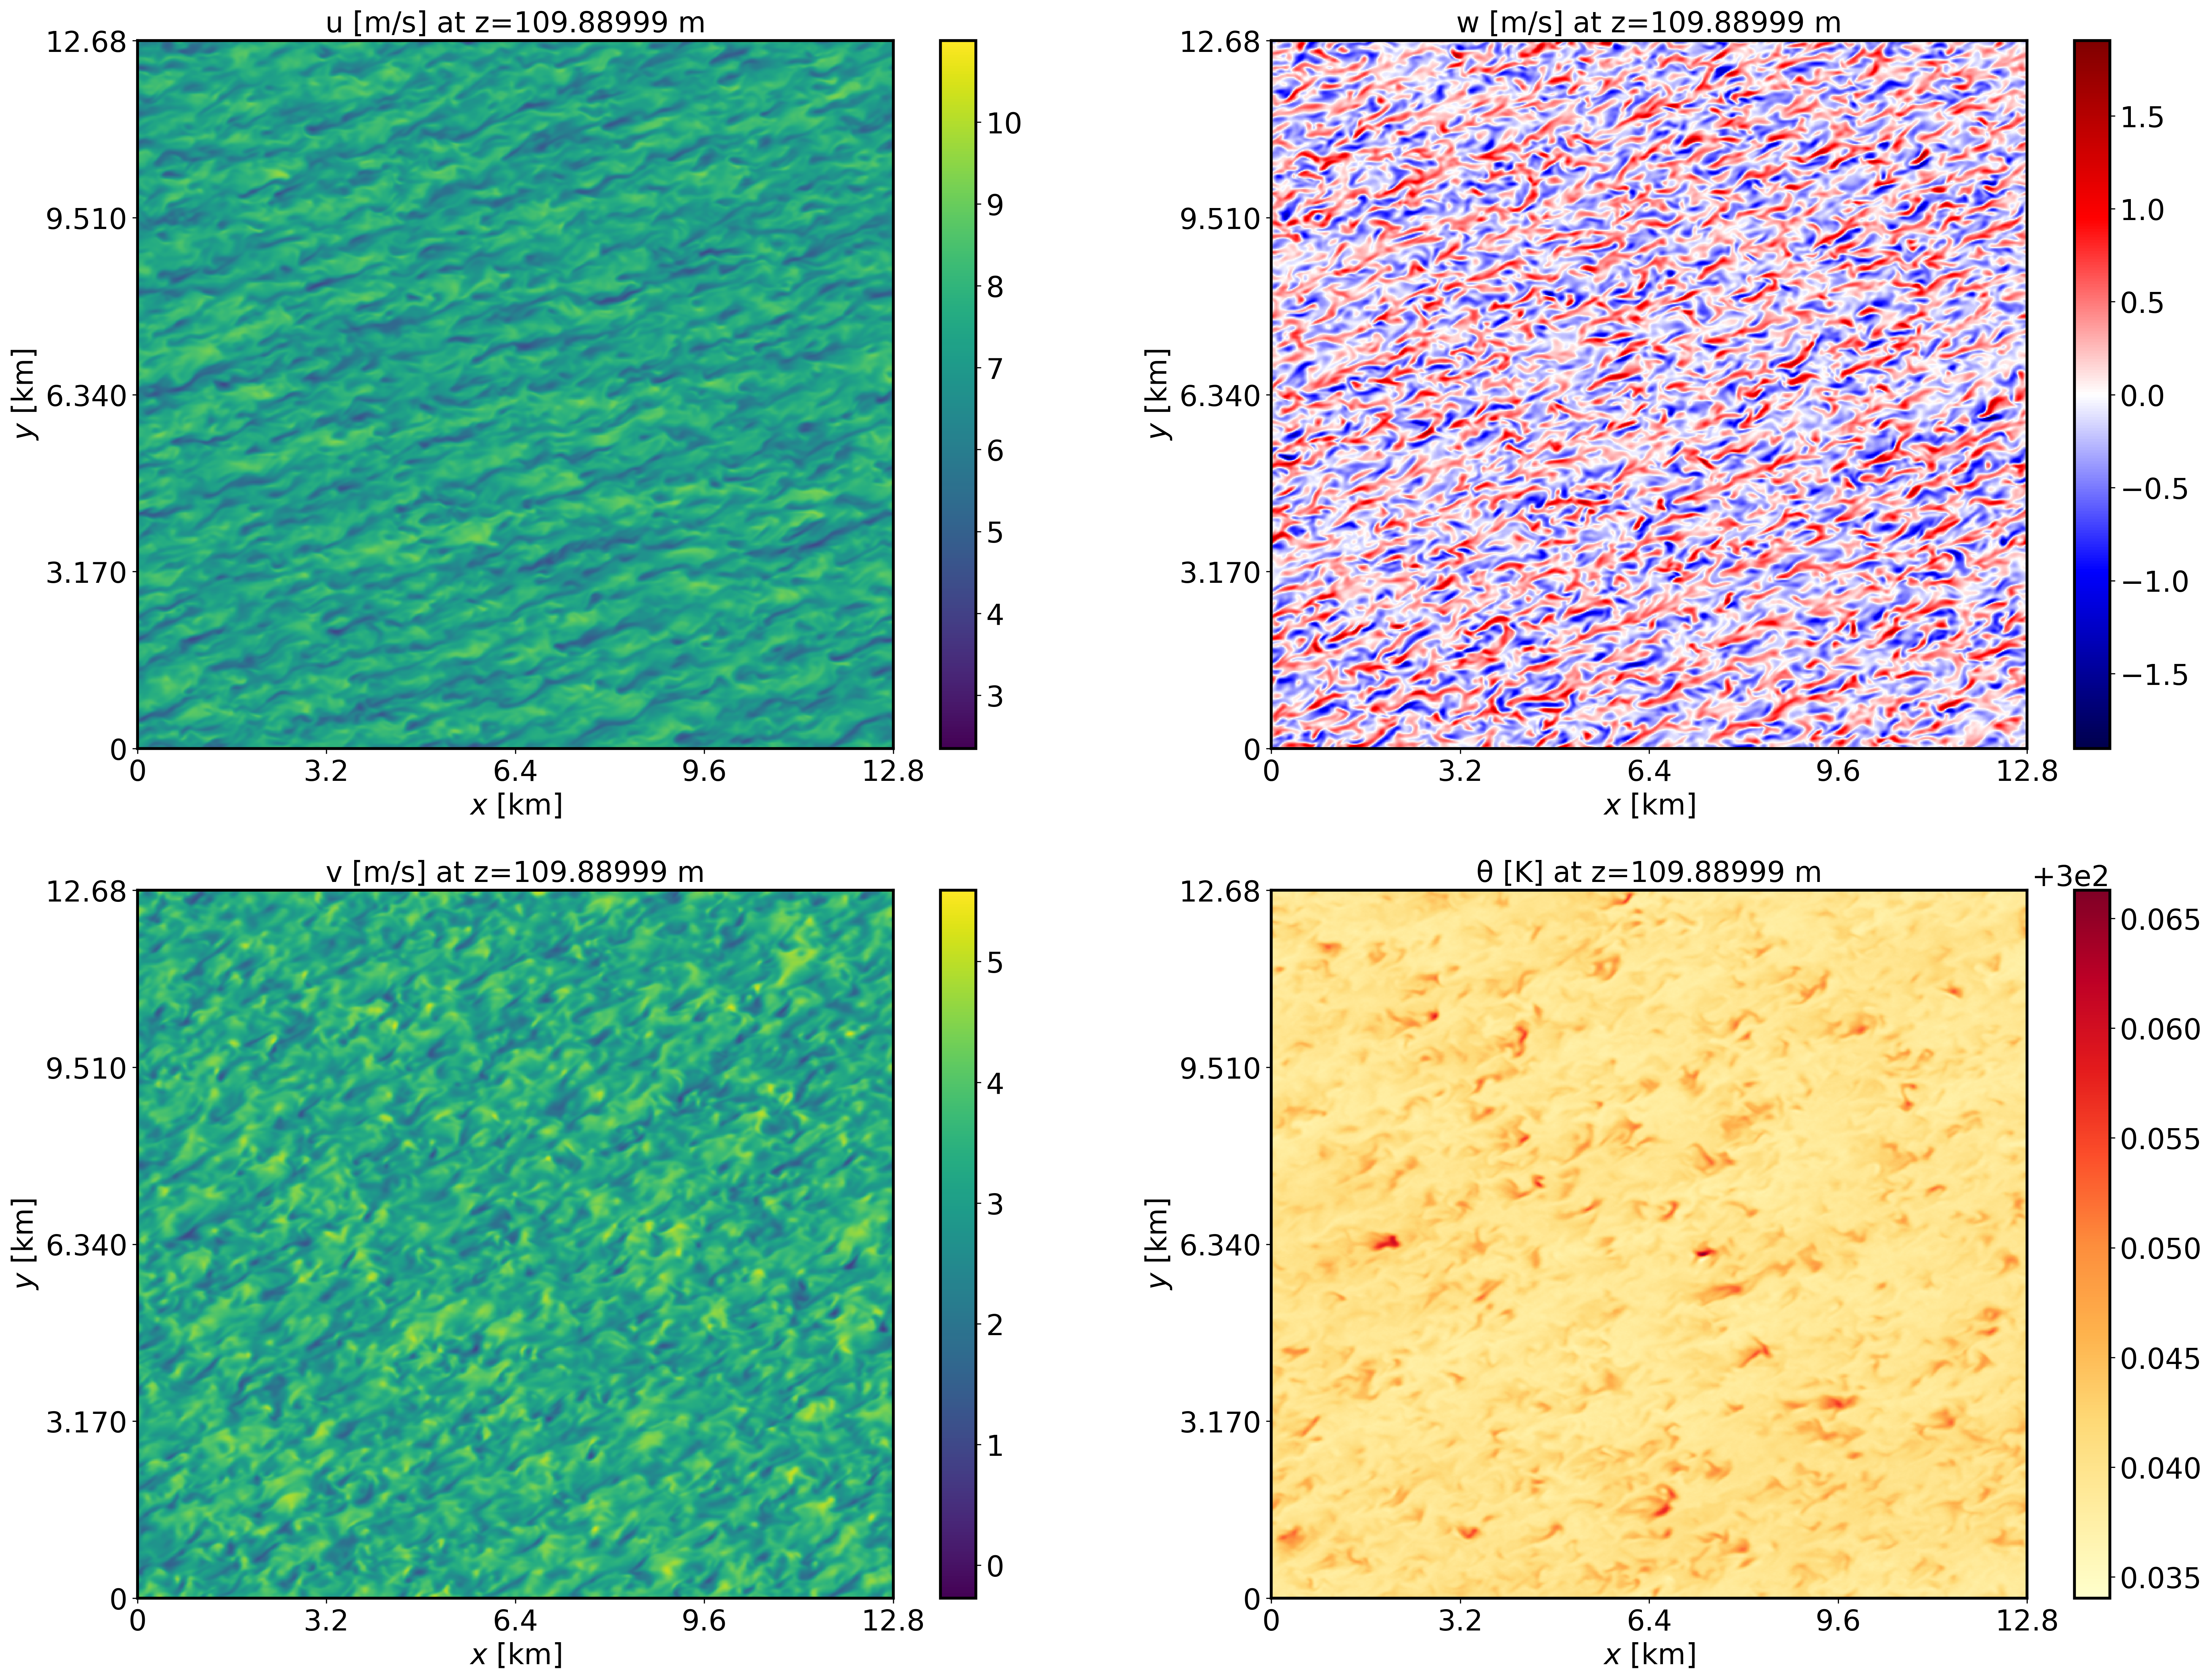 u [m/s] at z=109.88999 m
12.68
9.510
6.340
3.170
0
y [km]
0 3.2 6.4 9.6 12.8
x [km]
10
9
8
7
6
5
4
3
w [m/s] at z=109.88999 m
12.68
9.510
6.340
3.170
0
y [km]
0 3.2 6.4 9.6 12.8
x [km]
1.5
1.0
0.5
0.0
−0.5
−1.0
−1.5
v [m/s] at z=109.88999 m
12.68
9.510
6.340
3.170
0
y [km]
0 3.2 6.4 9.6 12.8
x [km]
5
4
3
2
1
0
θ [K] at z=109.88999 m
12.68
9.510
6.340
3.170
0
y [km]
0 3.2 6.4 9.6 12.8
x [km]
+3e2
0.065
0.060
0.055
0.050
0.045
0.040
0.035